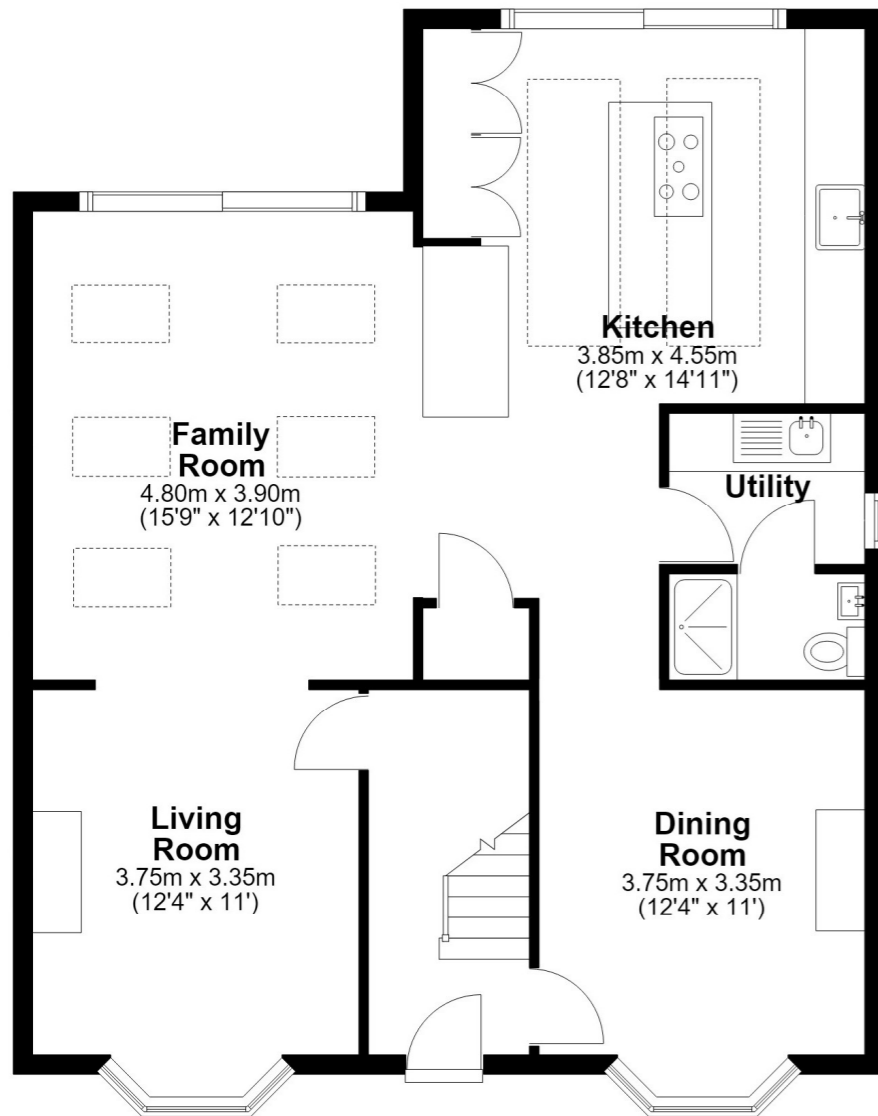 Kitchen
3.85m x 4.55m
(12'8" x 14'11")
Family
Room
4.80m x 3.90m
(15'9" x 12'10")
Utility
Living
Room
3.75m x 3.35m
(12'4" x 11')
Dining
Room
3.75m x 3.35m
(12'4" x 11')